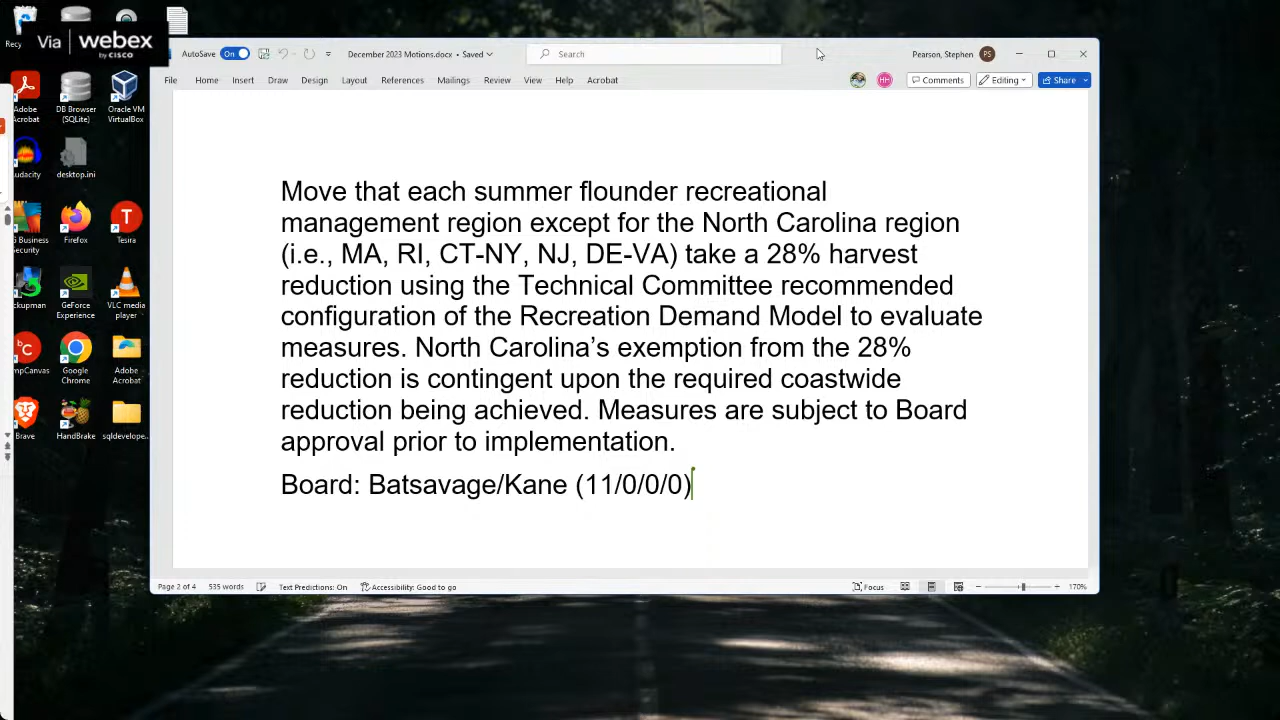 Via webex
by CISCO
AutoSave On
December 2023 Motions.docx • Saved
Search
Pearson, Stephen PS
File Home Insert Draw Design Layout References Mailings Review View Help Acrobat
HH Comments Editing Share
Move that each summer flounder recreational
management region except for the North Carolina region
(i.e., MA, RI, CT-NY, NJ, DE-VA) take a 28% harvest
reduction using the Technical Committee recommended
configuration of the Recreation Demand Model to evaluate
measures. North Carolina’s exemption from the 28%
reduction is contingent upon the required coastwide
reduction being achieved. Measures are subject to Board
approval prior to implementation.
Board: Batsavage/Kane (11/0/0/0)
Page 2 of 4 535 words Text Predictions: On Accessibility: Good to go Focus 170%
Adobe
Acrobat
DB Browser
(SQLite)
Oracle VM
VirtualBox
desktop.ini
Business
Security
Firefox
Tesira
GeForce
Experience
VLC media
player
Google
Chrome
Adobe
Acrobat
Brave
HandBrake
sqldevelope...